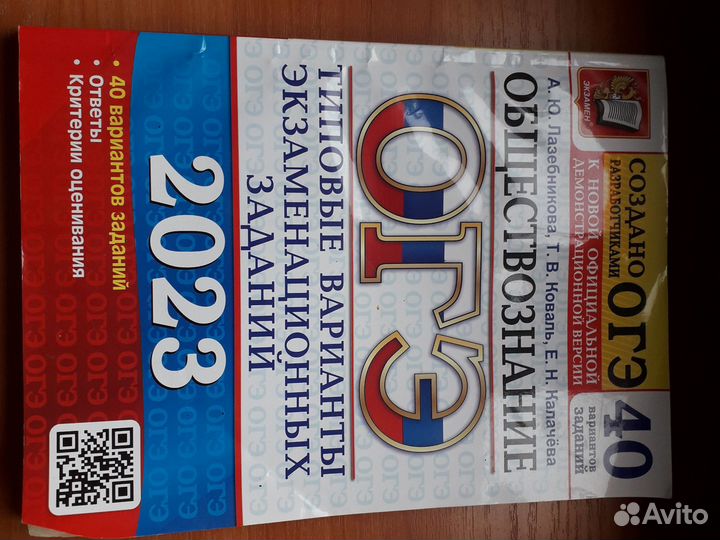 ЭКЗАМЕН
СОЗДАНО
РАЗРАБОТЧИКАМИ
ОГЭ
К НОВОЙ ОФИЦИАЛЬНОЙ
ДЕМОНСТРАЦИОННОЙ ВЕРСИИ
40
вариантов
заданий
А. Ю. Лазебникова, Т. В. Коваль, Е. Н. Калачёва
ОБЩЕСТВОЗНАНИЕ
ОГЭ
ТИПОВЫЕ ВАРИАНТЫ
ЭКЗАМЕНАЦИОННЫХ
ЗАДАНИЙ
2023
• 40 вариантов заданий
• Ответы
• Критерии оценивания
Avito